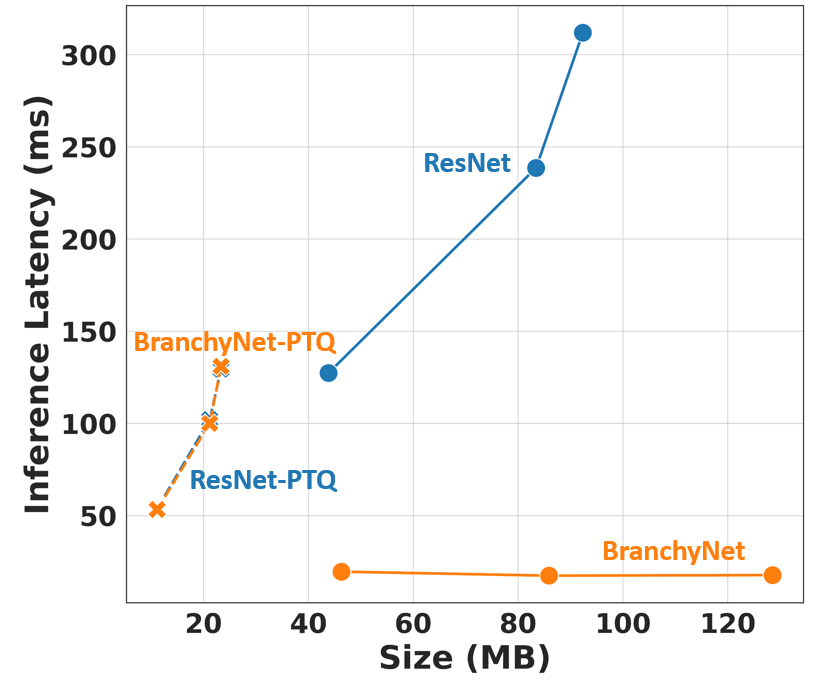 Inference Latency (ms)
300
250
200
150
100
50
ResNet
BranchyNet-PTQ
ResNet-PTQ
BranchyNet
20 40 60 80 100 120
Size (MB)